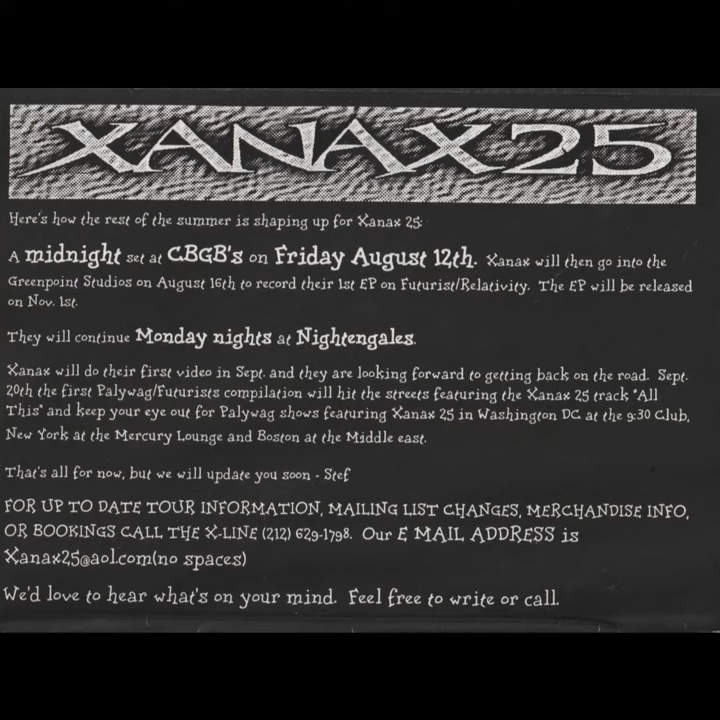 XANAX25
Here's how the rest of the summer is shaping up for Xanax 25:
A midnight set at CBGB's on Friday August 12th. Xanax will then go into the
Greenpoint Studios on August 16th to record their 1st EP on Futurist/Relativity. The EP will be released
on Nov. 1st.
They will continue Monday nights at Nightengales.
Xanax will do their first video in Sept. and they are looking forward to getting back on the road. Sept.
20th the first Palywag/Futurists compilation will hit the streets featuring the Xanax 25 track "All
This" and keep your eye out for Palywag shows featuring Xanax 25 in Washington DC at the 9:30 Club,
New York at the Mercury Lounge and Boston at the Middle east.
That's all for now, but we will update you soon - Stef
FOR UP TO DATE TOUR INFORMATION, MAILING LIST CHANGES, MERCHANDISE INFO,
OR BOOKINGS CALL THE X-LINE (212) 629-1798. Our E MAIL ADDRESS is
Xanax25@aol.com(no spaces)
We'd love to hear what's on your mind. Feel free to write or call.